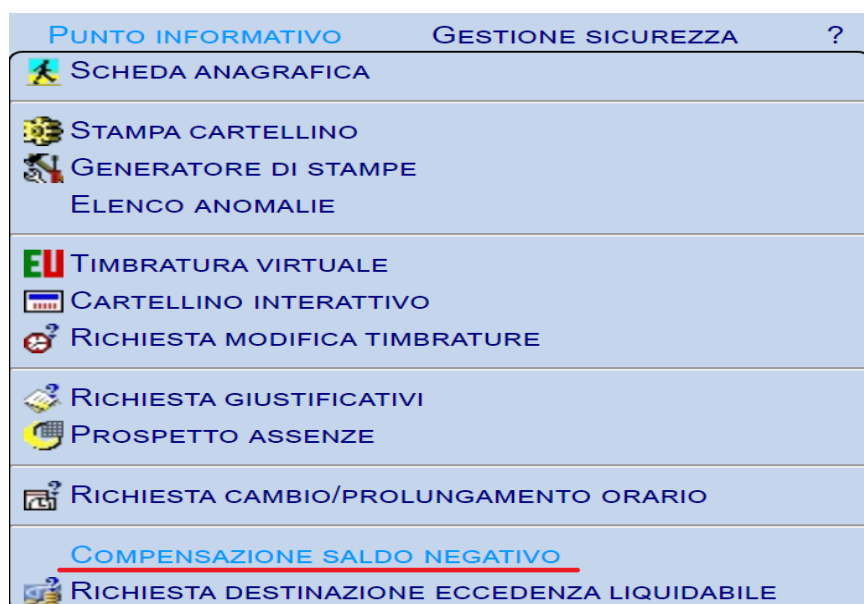 PUNTO INFORMATIVO GESTIONE SICUREZZA ?
SCHEDA ANAGRAFICA
STAMPA CARTELLINO
GENERATORE DI STAMPE
ELENCO ANOMALIE
EU TIMBRATURA VIRTUALE
CARTELLINO INTERATTIVO
RICHIESTA MODIFICA TIMBRATURE
RICHIESTA GIUSTIFICATIVI
PROSPETTO ASSENZE
RICHIESTA CAMBIO/PROLUNGAMENTO ORARIO
COMPENSAZIONE SALDO NEGATIVO
RICHIESTA DESTINAZIONE ECCEDENZA LIQUIDABILE